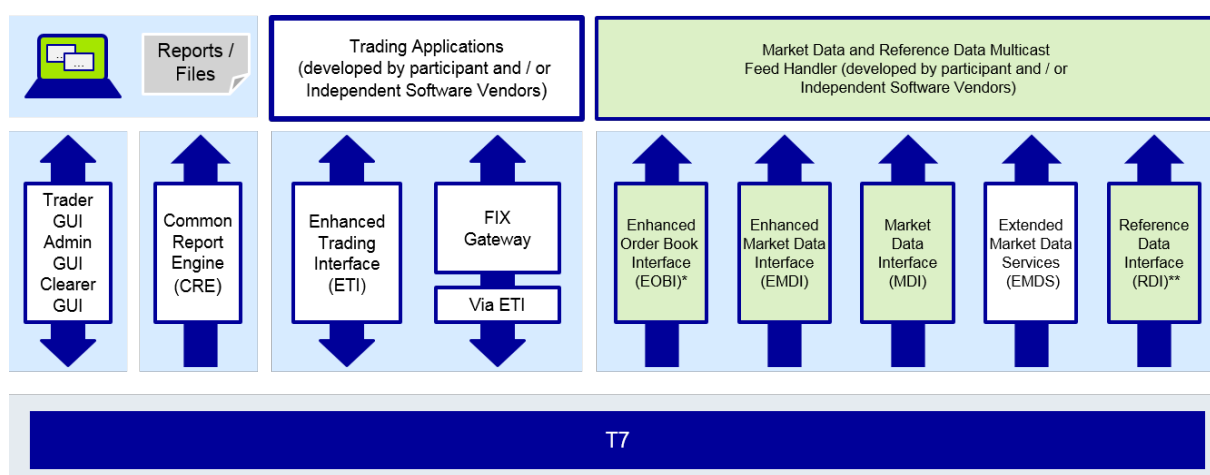 Reports /
Files
Trading Applications
(developed by participant and / or
Independent Software Vendors)
Market Data and Reference Data Multicast
Feed Handler (developed by participant and / or
Independent Software Vendors)
Trader
GUI
Admin
GUI
Clearer
GUI
Common
Report
Engine
(CRE)
Enhanced
Trading
Interface
(ETI)
FIX
Gateway
Via ETI
Enhanced
Order Book
Interface
(EOBI)*
Enhanced
Market Data
Interface
(EMDI)
Market
Data
Interface
(MDI)
Extended
Market Data
Services
(EMDS)
Reference
Data
Interface
(RDI)**
T7